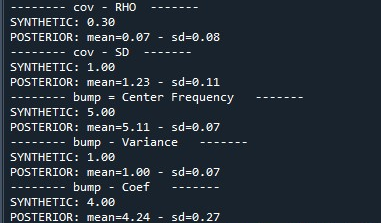 -------- cov - RHO  -------
SYNTHETIC: 0.30
POSTERIOR: mean=0.07 - sd=0.08
-------- cov - SD  -------
SYNTHETIC: 1.00
POSTERIOR: mean=1.23 - sd=0.11
-------- bump = Center Frequency   -------
SYNTHETIC: 5.00
POSTERIOR: mean=5.11 - sd=0.07
-------- bump - Variance   -------
SYNTHETIC: 1.00
POSTERIOR: mean=1.00 - sd=0.07
-------- bump - Coef   -------
SYNTHETIC: 4.00
POSTERIOR: mean=4.24 - sd=0.27